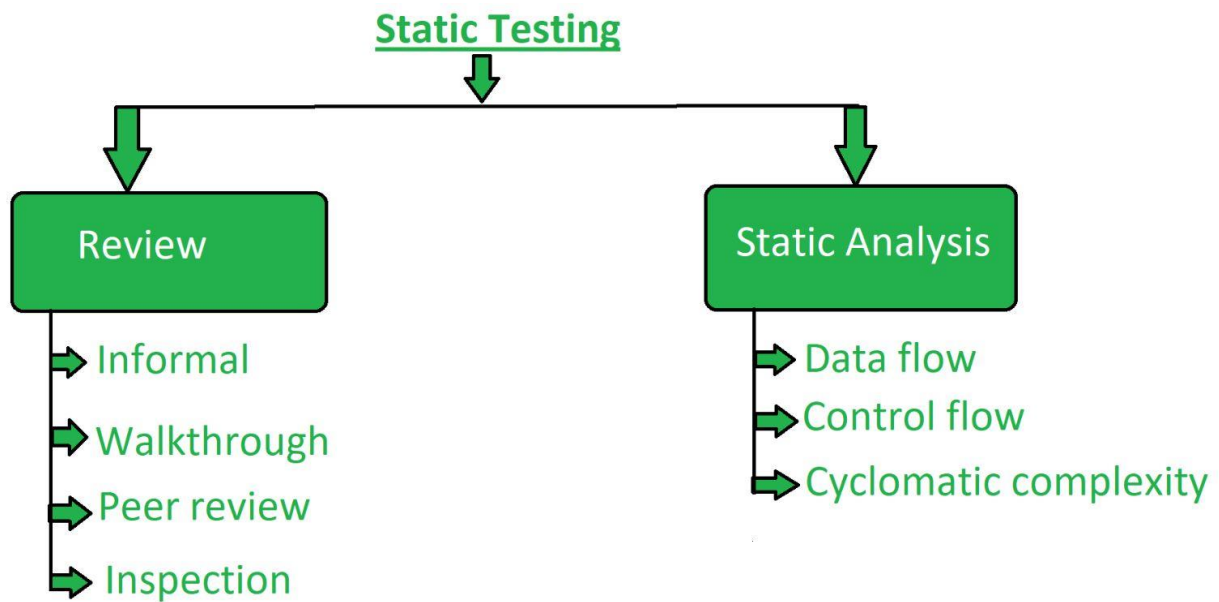 Static Testing
Review
Informal
Walkthrough
Peer review
Inspection
Static Analysis
Data flow
Control flow
Cyclomatic complexity